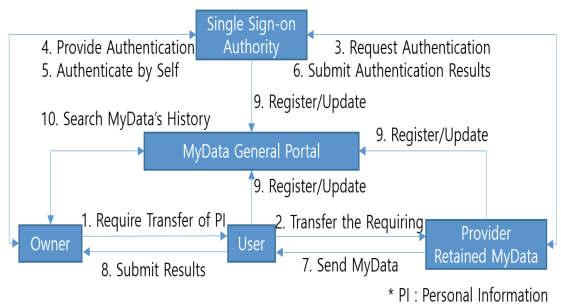 Single Sign-on
Authority
4. Provide Authentication
5. Authenticate by Self
3. Request Authentication
6. Submit Authentication Results
9. Register/Update
10. Search MyData's History
9. Register/Update
MyData General Portal
9. Register/Update
1. Require Transfer of PI
2. Transfer the Requiring
Owner
User
Provider
Retained MyData
8. Submit Results
7. Send MyData
* PI : Personal Information